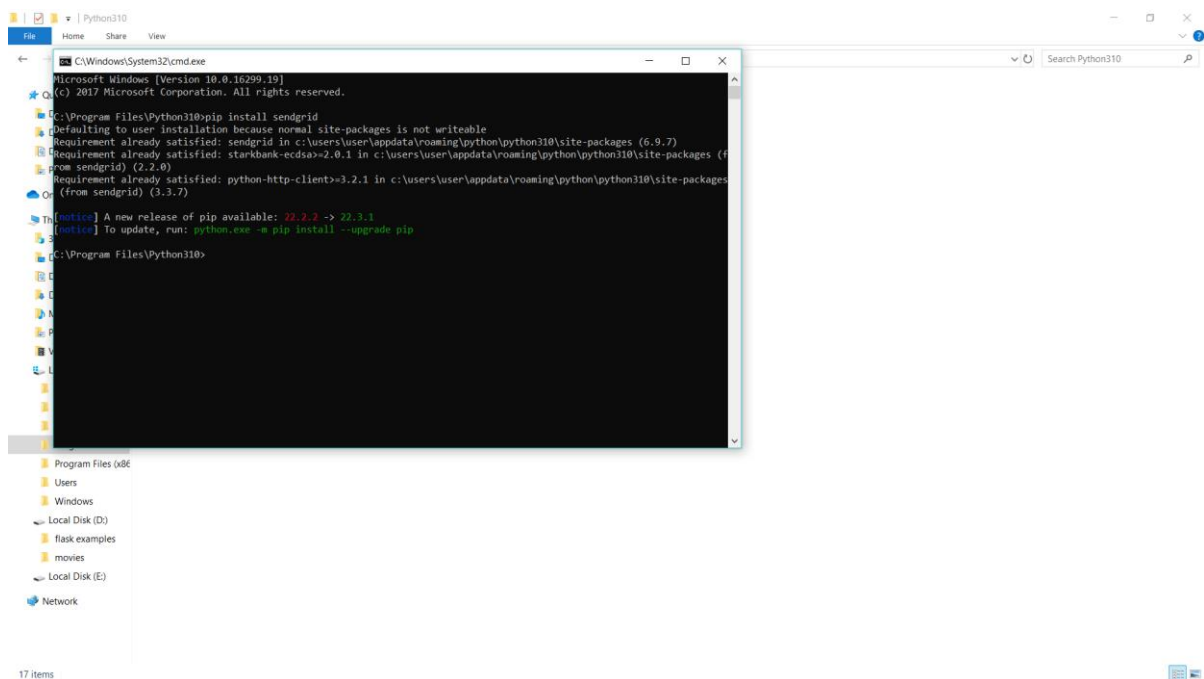 Python310
File Home Share View
Search Python310
C:\Windows\System32\cmd.exe
Microsoft Windows [Version 10.0.16299.19]
(c) 2017 Microsoft Corporation. All rights reserved.
C:\Program Files\Python310>pip install sendgrid
Defaulting to user installation because normal site-packages is not writeable
Requirement already satisfied: sendgrid in c:\users\user\appdata\roaming\python\python310\site-packages (6.9.7)
Requirement already satisfied: starkbank-ecdsa>=2.0.1 in c:\users\user\appdata\roaming\python\python310\site-packages (f
rom sendgrid) (2.2.0)
Requirement already satisfied: python-http-client>=3.2.1 in c:\users\user\appdata\roaming\python\python310\site-packages
(from sendgrid) (3.3.7)
[notice] A new release of pip available: 22.2.2 -> 22.3.1
[notice] To update, run: python.exe -m pip install --upgrade pip
C:\Program Files\Python310>
Program Files (x86
Users
Windows
Local Disk (D:)
flask examples
movies
Local Disk (E:)
Network
17 items